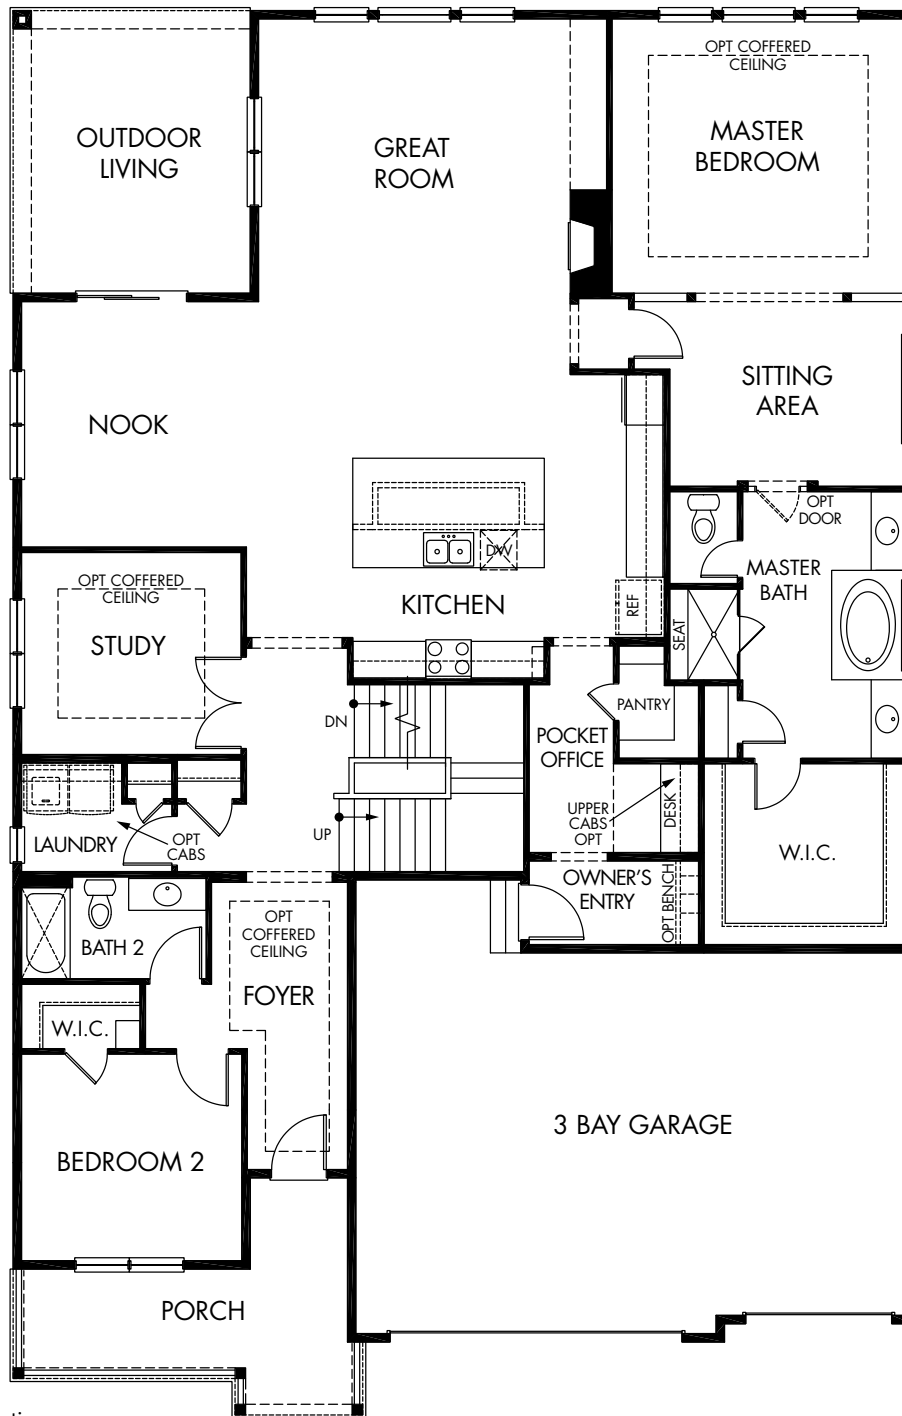 OPT COFFERED
CEILING
OUTDOOR
LIVING
GREAT
ROOM
MASTER
BEDROOM
SITTING
AREA
NOOK
OPT
DOOR
DW
MASTER
BATH
OPT COFFERED
CEILING
KITCHEN
REF
STUDY
SEAT
PANTRY
DN
POCKET
OFFICE
UPPER
CABS
OPT
DESK
UP
LAUNDRY
OPT
CABS
W.I.C.
OWNER'S
ENTRY
OPT BENCH
OPT
COFFERED
CEILING
BATH 2
FOYER
W.I.C.
3 BAY GARAGE
BEDROOM 2
PORCH